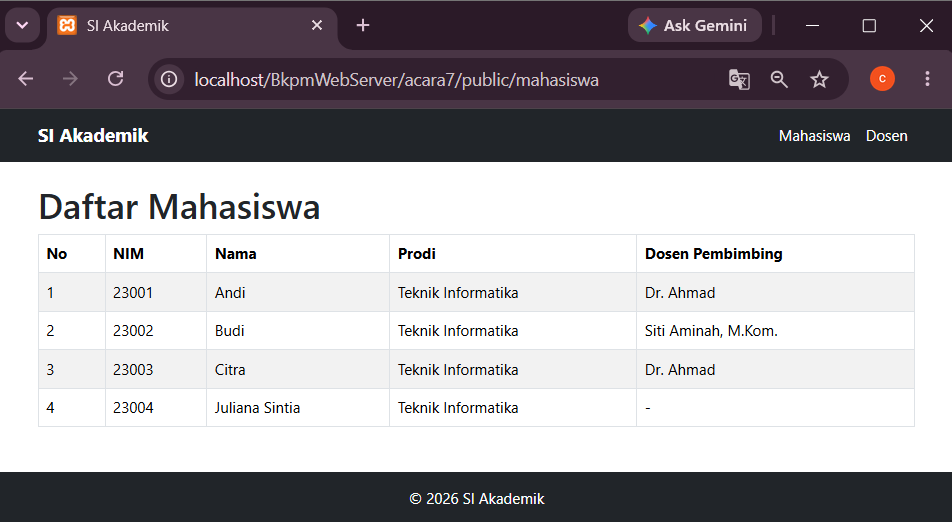 SI Akademik
Ask Gemini
localhost/BkpmWebServer/acara7/public/mahasiswa
C
SI Akademik Mahasiswa Dosen
Daftar Mahasiswa
No NIM Nama Prodi Dosen Pembimbing
1 23001 Andi Teknik Informatika Dr. Ahmad
2 23002 Budi Teknik Informatika Siti Aminah, M.Kom.
3 23003 Citra Teknik Informatika Dr. Ahmad
4 23004 Juliana Sintia Teknik Informatika -
© 2026 SI Akademik